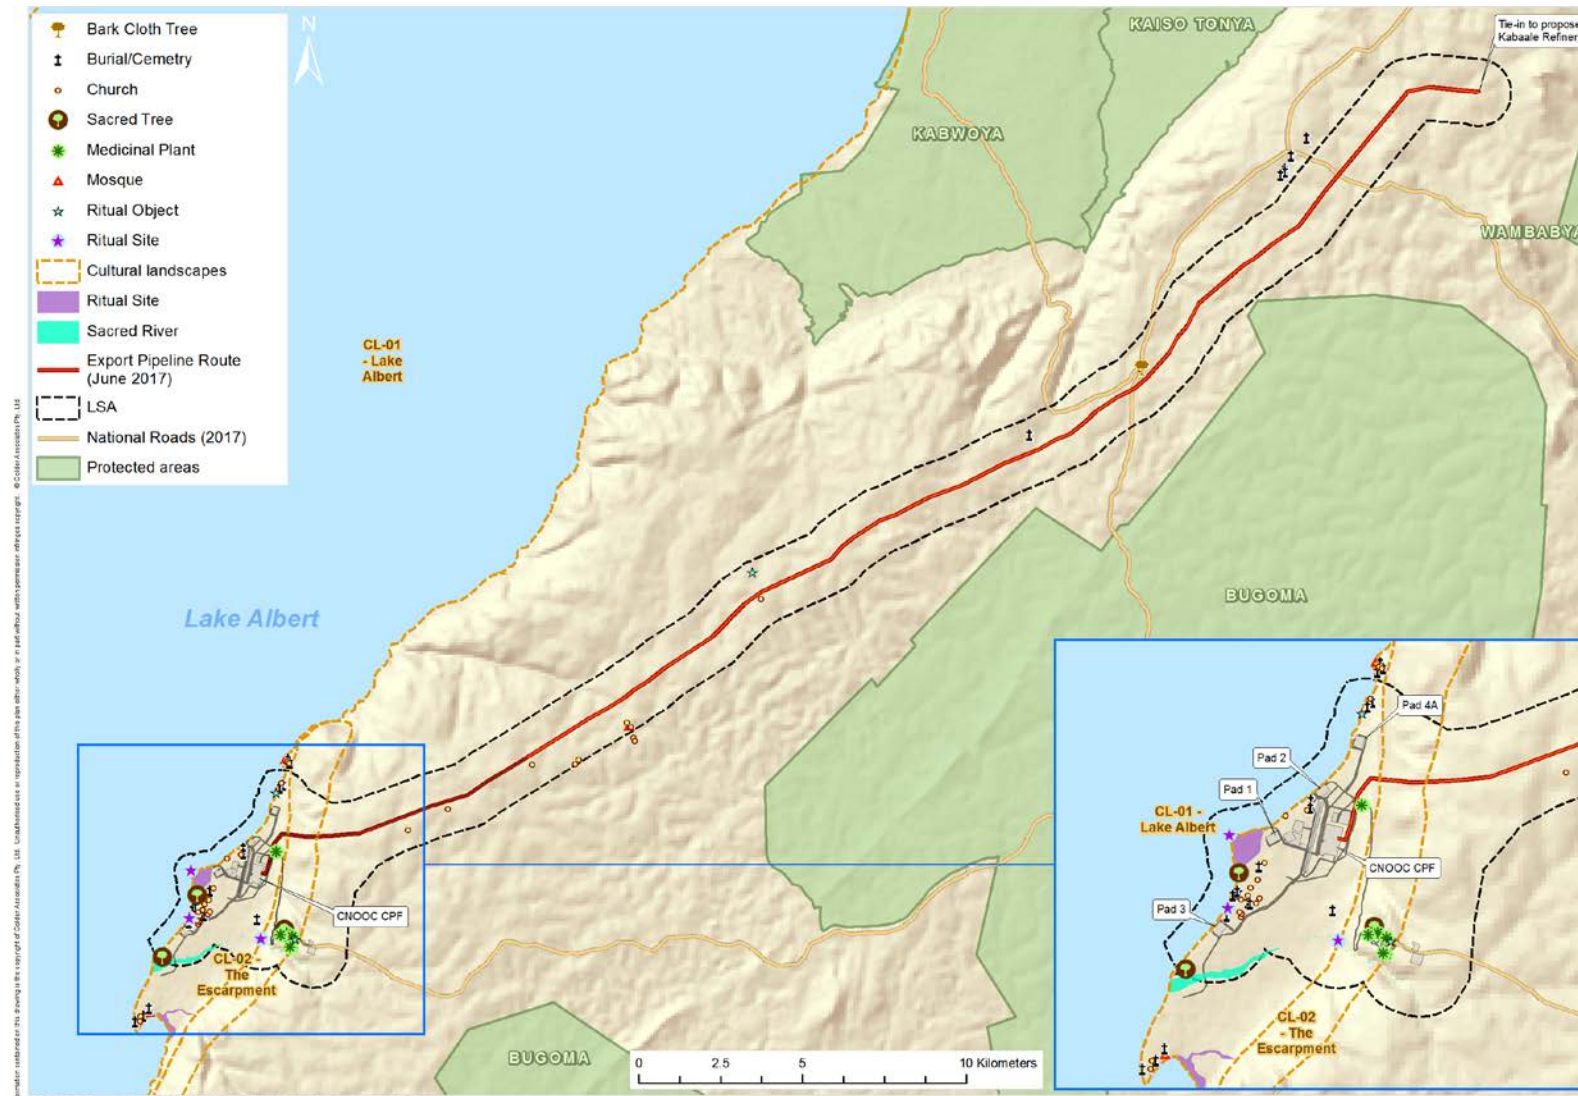 Bark Cloth Tree
Burial/Cemetry
Church
Sacred Tree
Medicinal Plant
Mosque
Ritual Object
Ritual Site
Cultural landscapes
Ritual Site
Sacred River
Export Pipeline Route
(June 2017)
LSA
National Roads (2017)
Protected areas
N
KAISO TONYA
Tie-in to propose
Kabaale Refiner
KABWOYA
WAMBABYA
CL-01
- Lake
Albert
Lake Albert
BUGOMA
CNOOC CPF
CL-02 -
The
Escarpment
BUGOMA
0 2.5 5 10 Kilometers
Pad 4A
Pad 2
Pad 1
CL-01 -
Lake Albert
CNOOC CPF
Pad 3
CL-02
- The
Escarpment